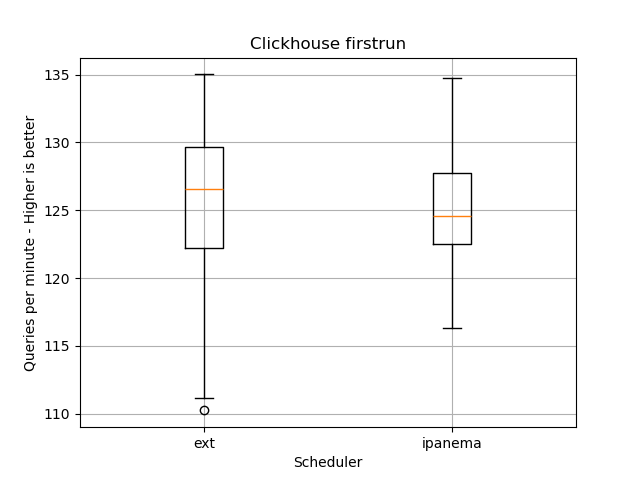 Clickhouse firstrun
Queries per minute - Higher is better
135
130
125
120
115
110
ext
ipanema
Scheduler